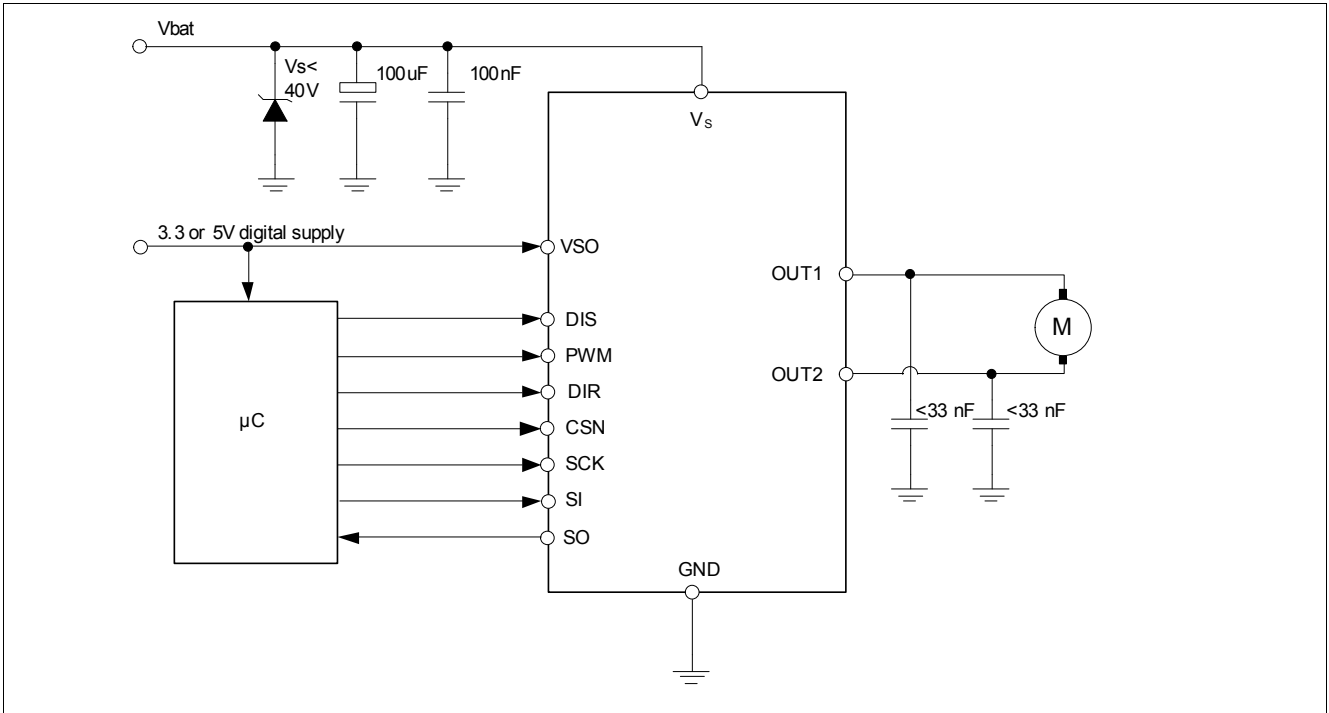 Vbat
Vs<
40V
100uF
100nF
VS
3.3 or 5V digital supply
VSO
OUT1
DIS
M
PWM
OUT2
DIR
<33 nF
<33 nF
µC
CSN
SCK
SI
SO
GND